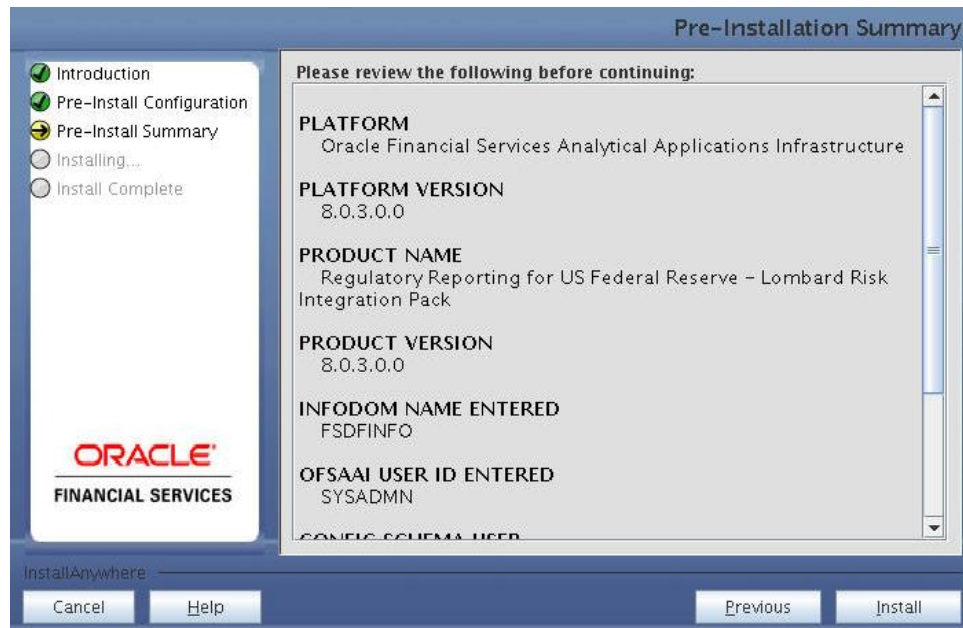 Pre-Installation Summary
Introduction
Pre-Install Configuration
Pre-Install Summary
Installing...
Install Complete
ORACLE
FINANCIAL SERVICES
Please review the following before continuing:
PLATFORM
Oracle Financial Services Analytical Applications Infrastructure
PLATFORM VERSION
8.0.3.0.0
PRODUCT NAME
Regulatory Reporting for US Federal Reserve – Lombard Risk
Integration Pack
PRODUCT VERSION
8.0.3.0.0
INFODOM NAME ENTERED
FSDFINFO
OFSAAI USER ID ENTERED
SYSADMN
CONFIG SCHEMA USER
InstallAnywhere
Cancel
Help
Previous
Install